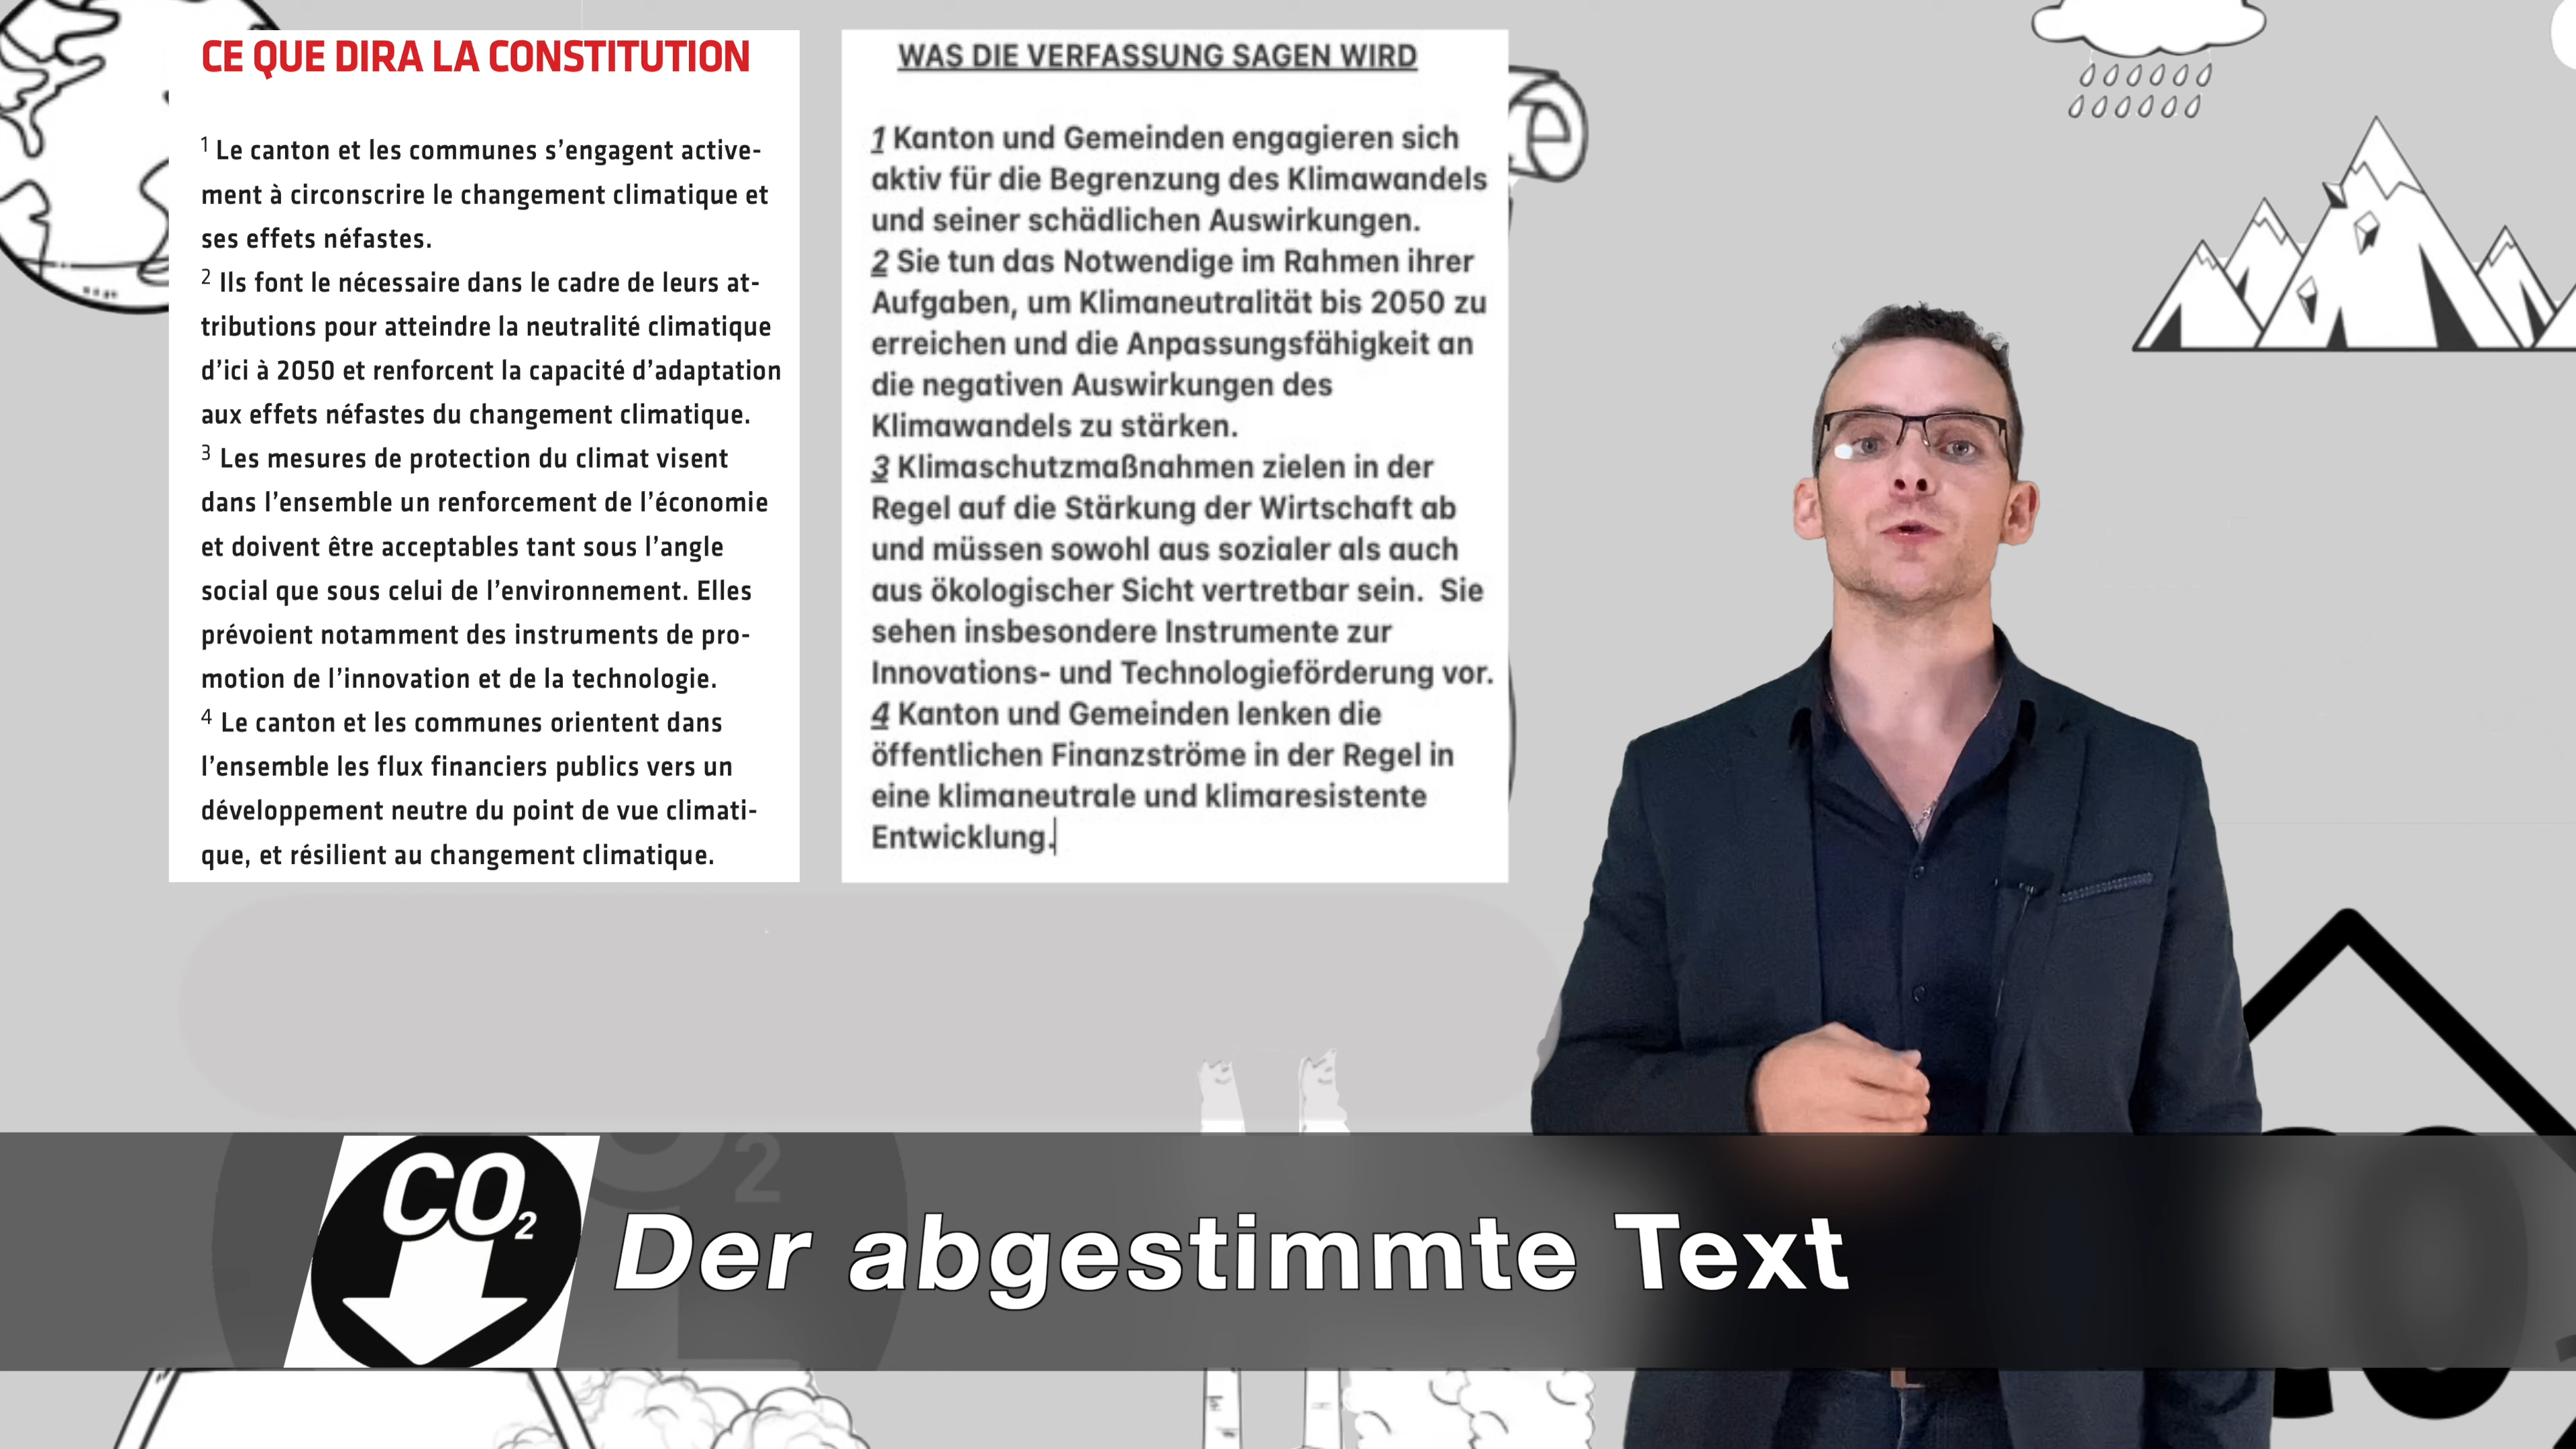 CE QUE DIRA LA CONSTITUTION
1 Le canton et les communes s'engagent active-
ment à circonscrire le changement climatique et
ses effets néfastes.
2 Ils font le nécessaire dans le cadre de leurs at-
tributions pour atteindre la neutralité climatique
d'ici à 2050 et renforcent la capacité d'adaptation
aux effets néfastes du changement climatique.
3 Les mesures de protection du climat visent
dans l'ensemble un renforcement de l'économie
et doivent être acceptables tant sous l'angle
social que sous celui de l'environnement. Elles
prévoient notamment des instruments de pro-
motion de l'innovation et de la technologie.
4 Le canton et les communes orientent dans
l'ensemble les flux financiers publics vers un
développement neutre du point de vue climati-
que, et résilient au changement climatique.
WAS DIE VERFASSUNG SAGEN WIRD
1 Kanton und Gemeinden engagieren sich
aktiv für die Begrenzung des Klimawandels
und seiner schädlichen Auswirkungen.
2 Sie tun das Notwendige im Rahmen ihrer
Aufgaben, um Klimaneutralität bis 2050 zu
erreichen und die Anpassungsfähigkeit an
die negativen Auswirkungen des
Klimawandels zu stärken.
3 Klimaschutzmaßnahmen zielen in der
Regel auf die Stärkung der Wirtschaft ab
und müssen sowohl aus sozialer als auch
aus ökologischer Sicht vertretbar sein. Sie
sehen insbesondere Instrumente zur
Innovations- und Technologieförderung vor.
4 Kanton und Gemeinden lenken die
öffentlichen Finanzströme in der Regel in
eine klimaneutrale und klimaresistente
Entwicklung.
CO2
Der abgestimmte Text